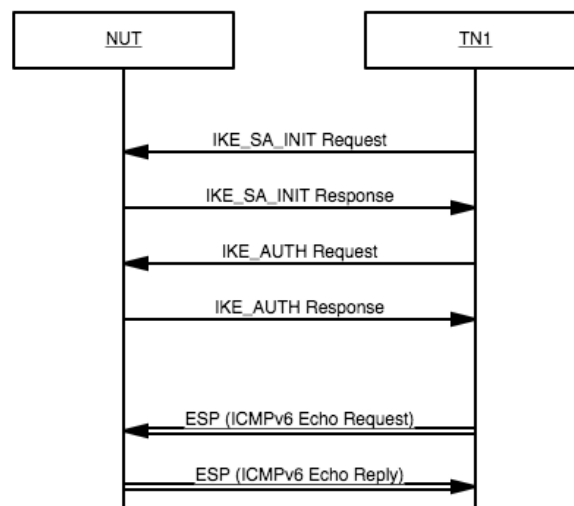 NUT
TN1
IKE_SA_INIT Request
IKE_SA_INIT Response
IKE_AUTH Request
IKE_AUTH Response
ESP (ICMPv6 Echo Request)
ESP (ICMPv6 Echo Reply)